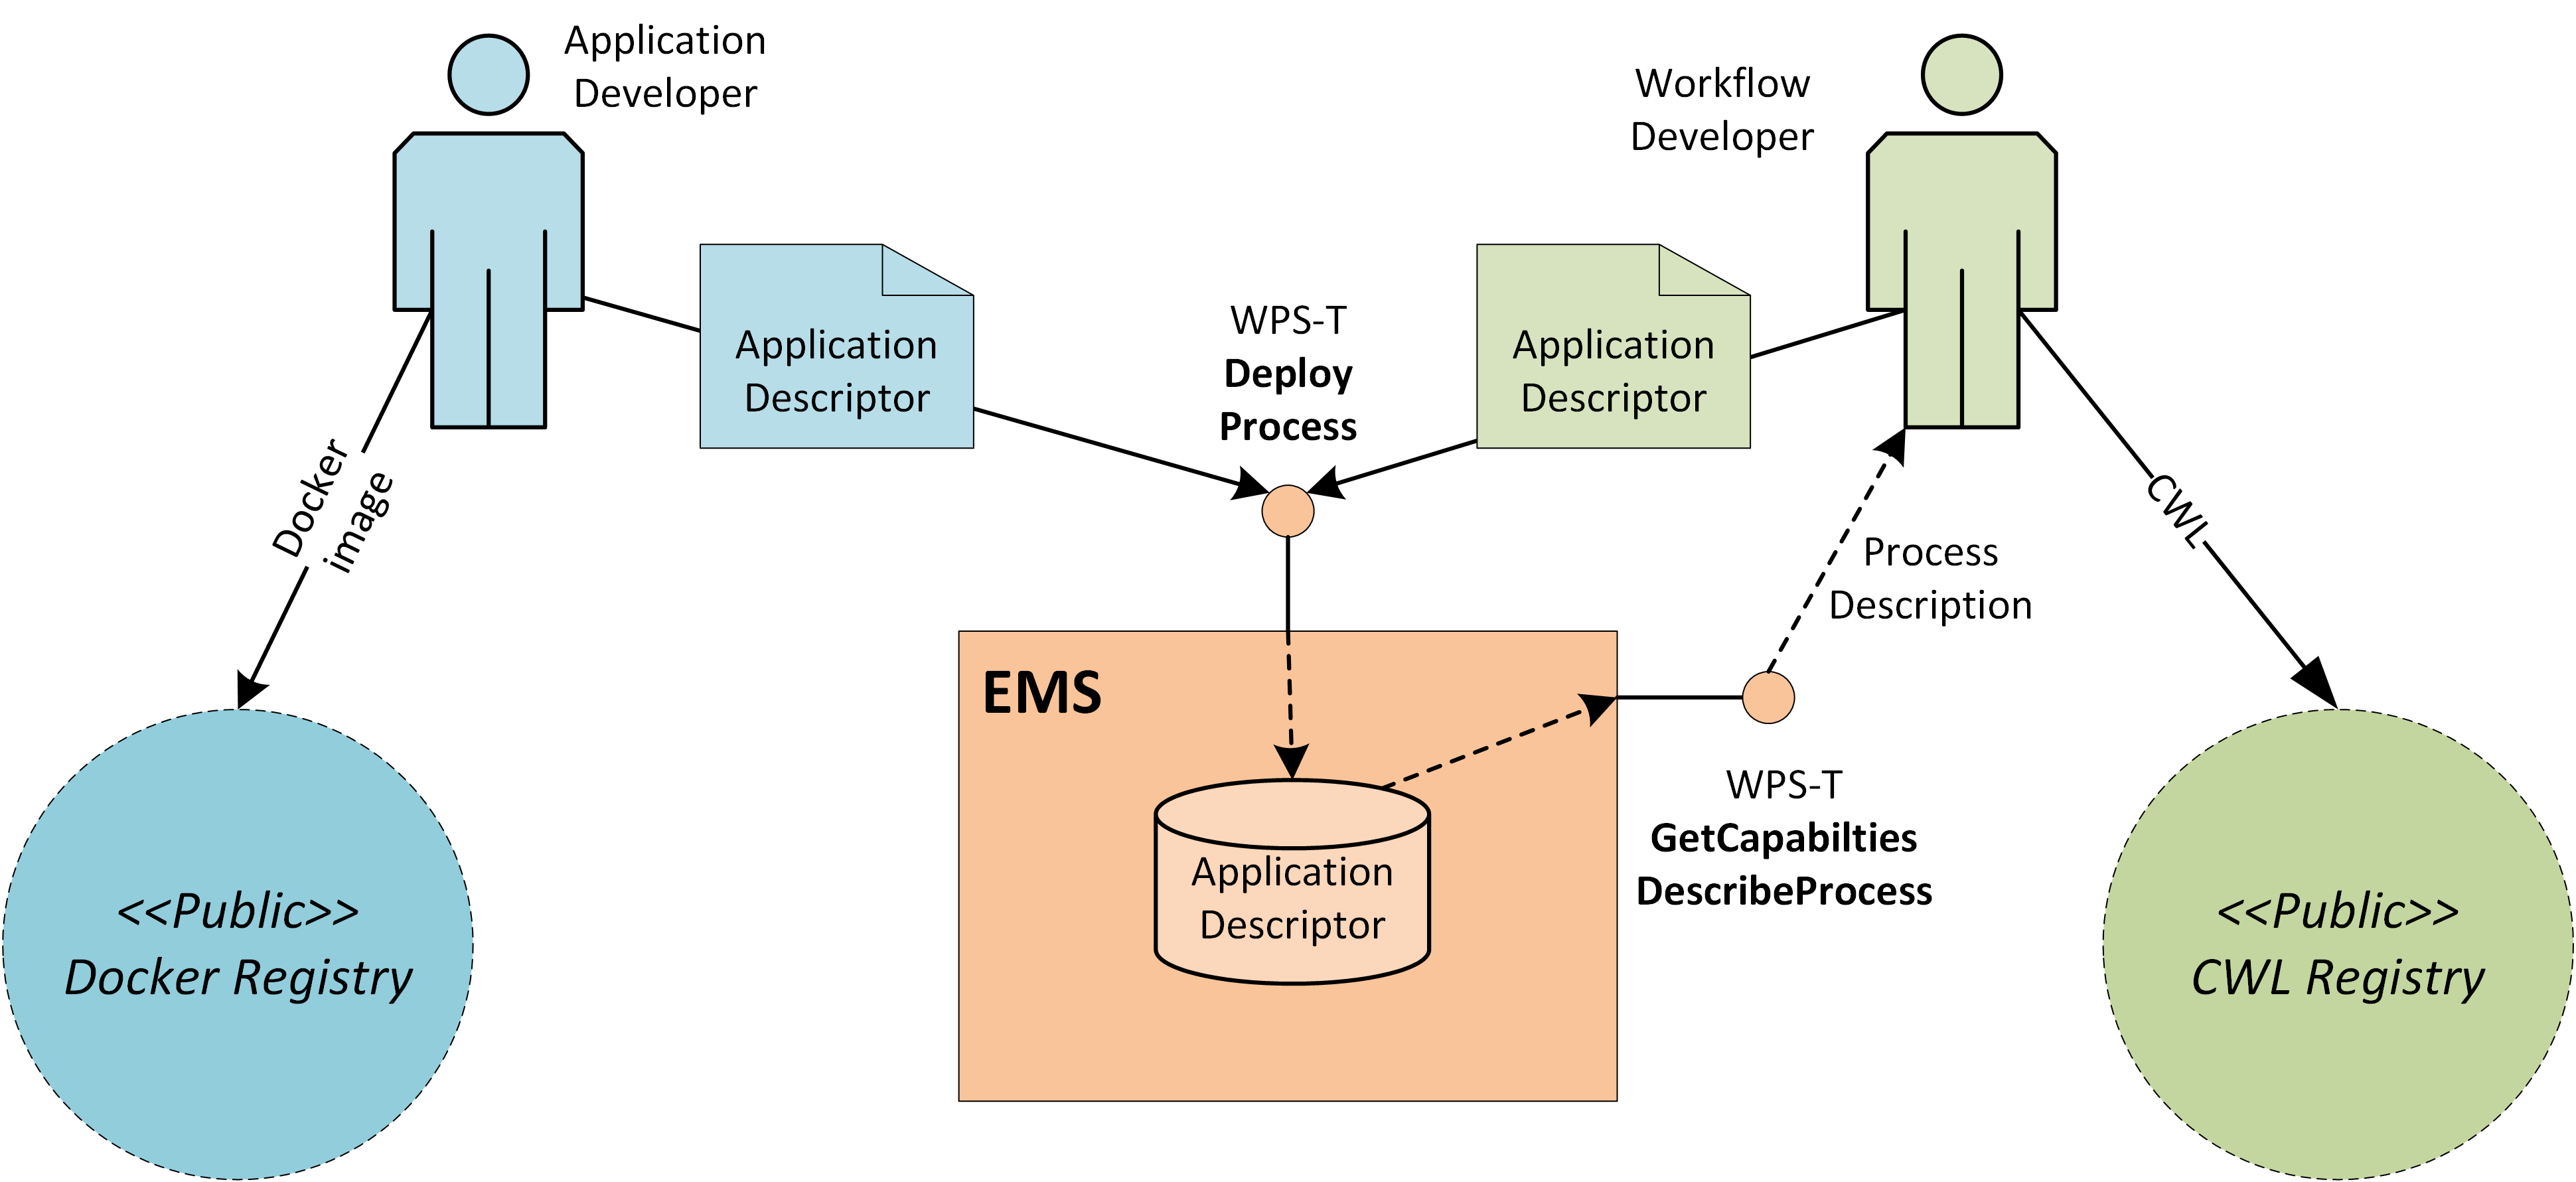 Application
Developer
Workflow
Developer
Application
Descriptor
WPS-T
Deploy
Process
Application
Descriptor
Docker
image
CWL
Process
Description
EMS
WPS-T
GetCapabilties
DescribeProcess
Application
Descriptor
<<Public>>
Docker Registry
<<Public>>
CWL Registry